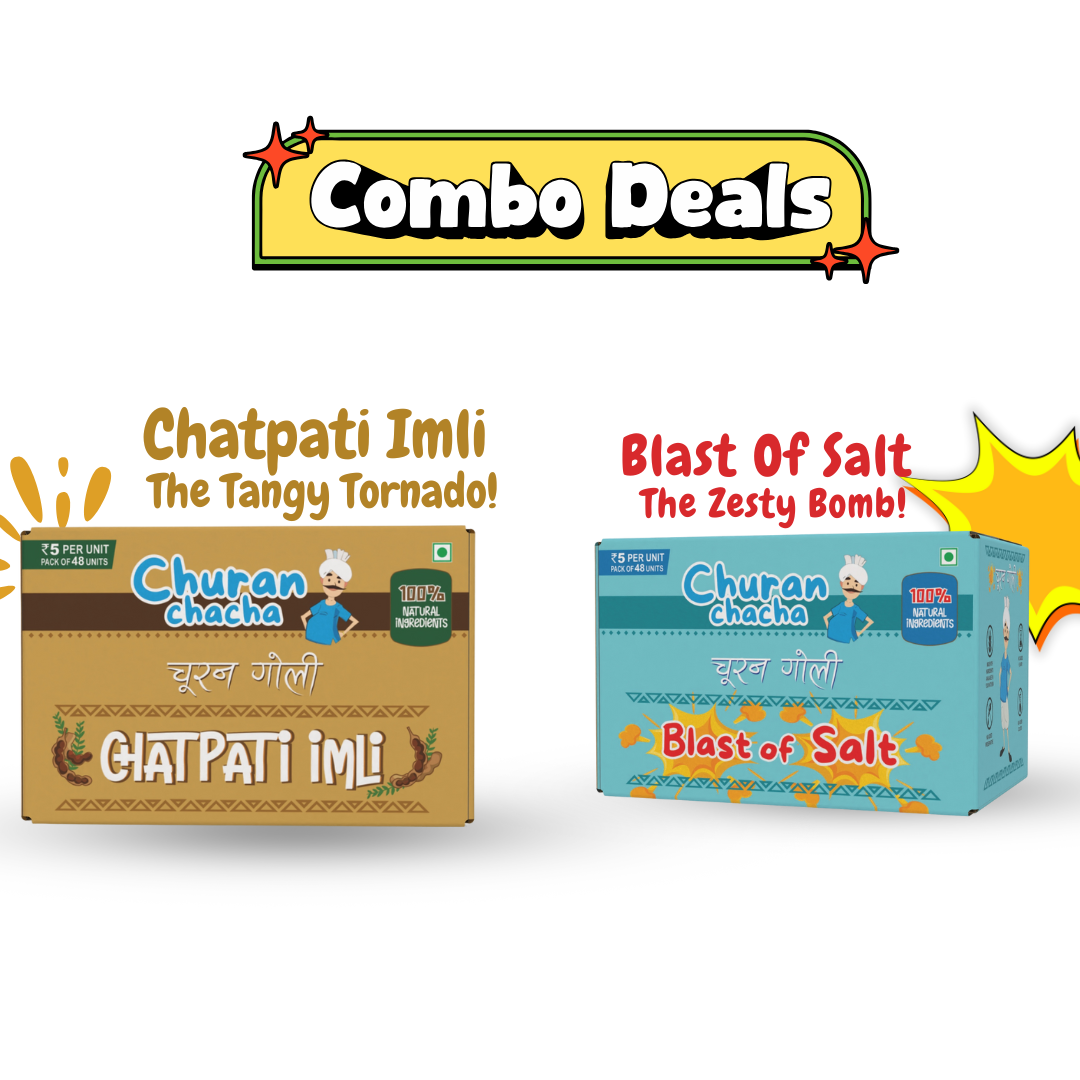 Combo Deals
Chatpati Imli
The Tangy Tornado!
Blast Of Salt
The Zesty Bomb!
₹5 PER UNIT
PACK OF 48 UNITS
Churan
chacha
100%
NATURAL
INGREDIENTS
चूरन गोली
CHATPATI iMLi
₹5 PER UNIT
PACK OF 48 UNITS
Churan
chacha
100%
NATURAL
INGREDIENTS
चूरन गोली
Blast of Salt
चूरन गोली